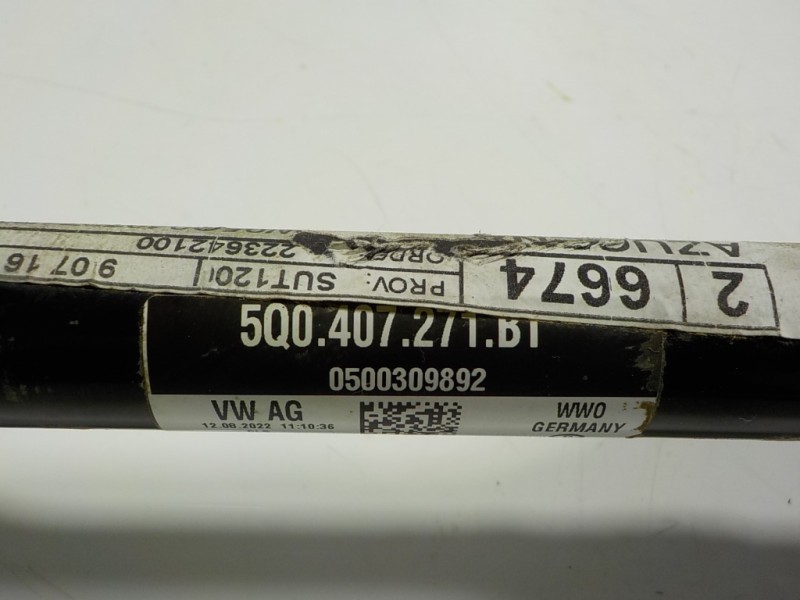 2 6674 PROV: SUT120 9 07 16
223642100
5Q0.407.271.BT
0500309892
VW AG
12.08.2022 11:10:36
WWO
GERMANY